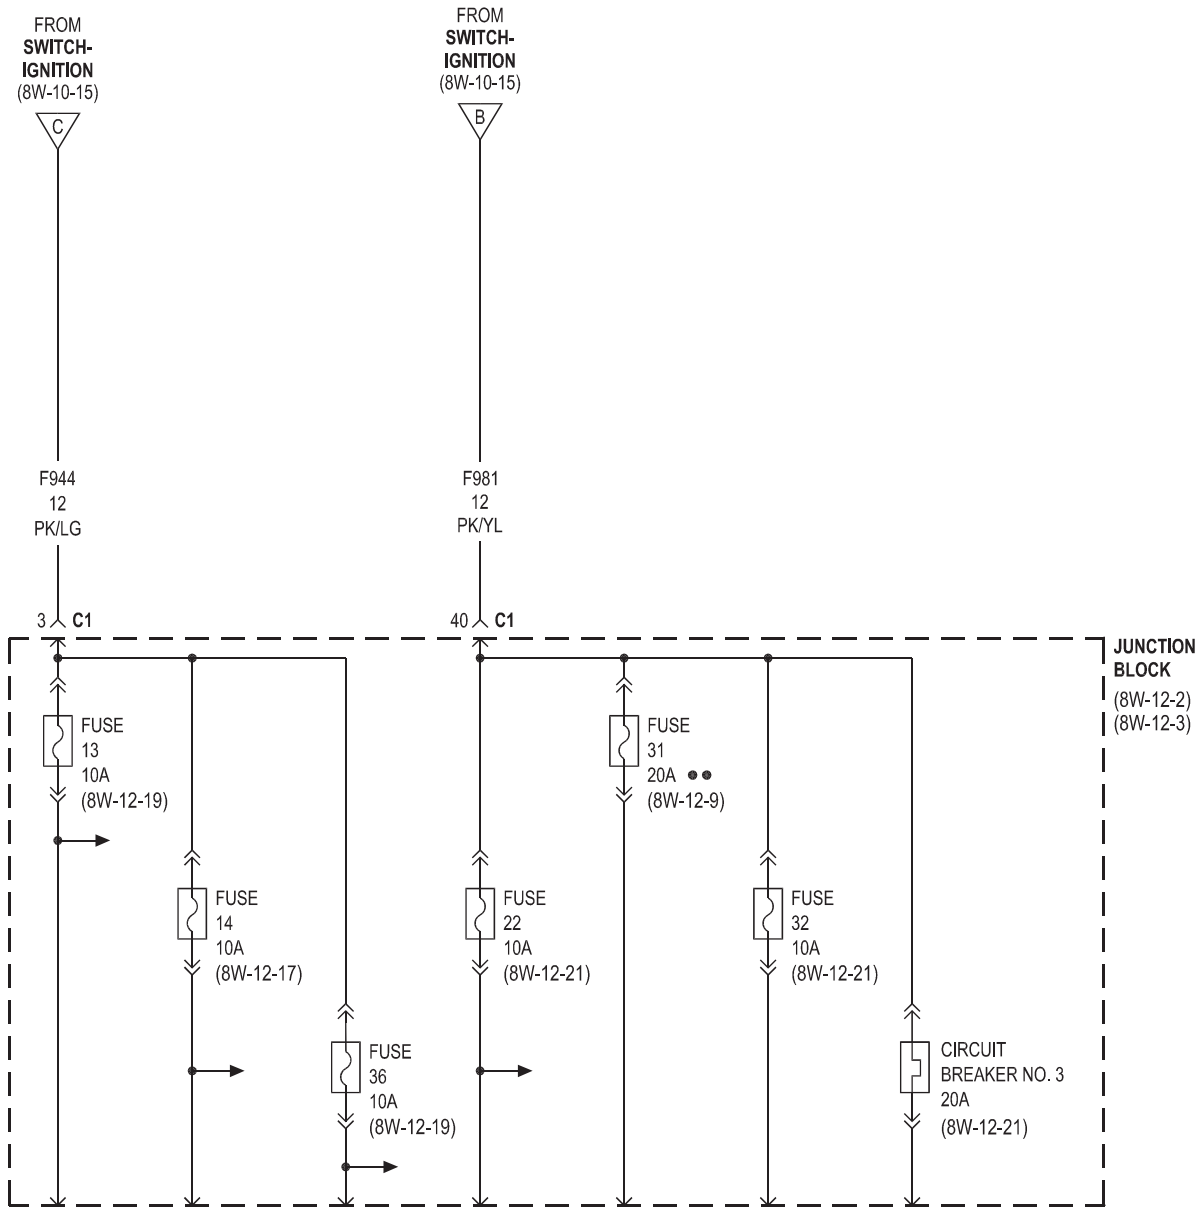 FROM
SWITCH-
IGNITION
(8W-10-15)
C
FROM
SWITCH-
IGNITION
(8W-10-15)
B
F944
12
PK/LG
F981
12
PK/YL
3 C1
40 C1
JUNCTION
BLOCK
(8W-12-2)
(8W-12-3)
FUSE
13
10A
(8W-12-19)
FUSE
31
20A
(8W-12-9)
FUSE
14
10A
(8W-12-17)
FUSE
22
10A
(8W-12-21)
FUSE
32
10A
(8W-12-21)
FUSE
36
10A
(8W-12-19)
CIRCUIT
BREAKER NO. 3
20A
(8W-12-21)